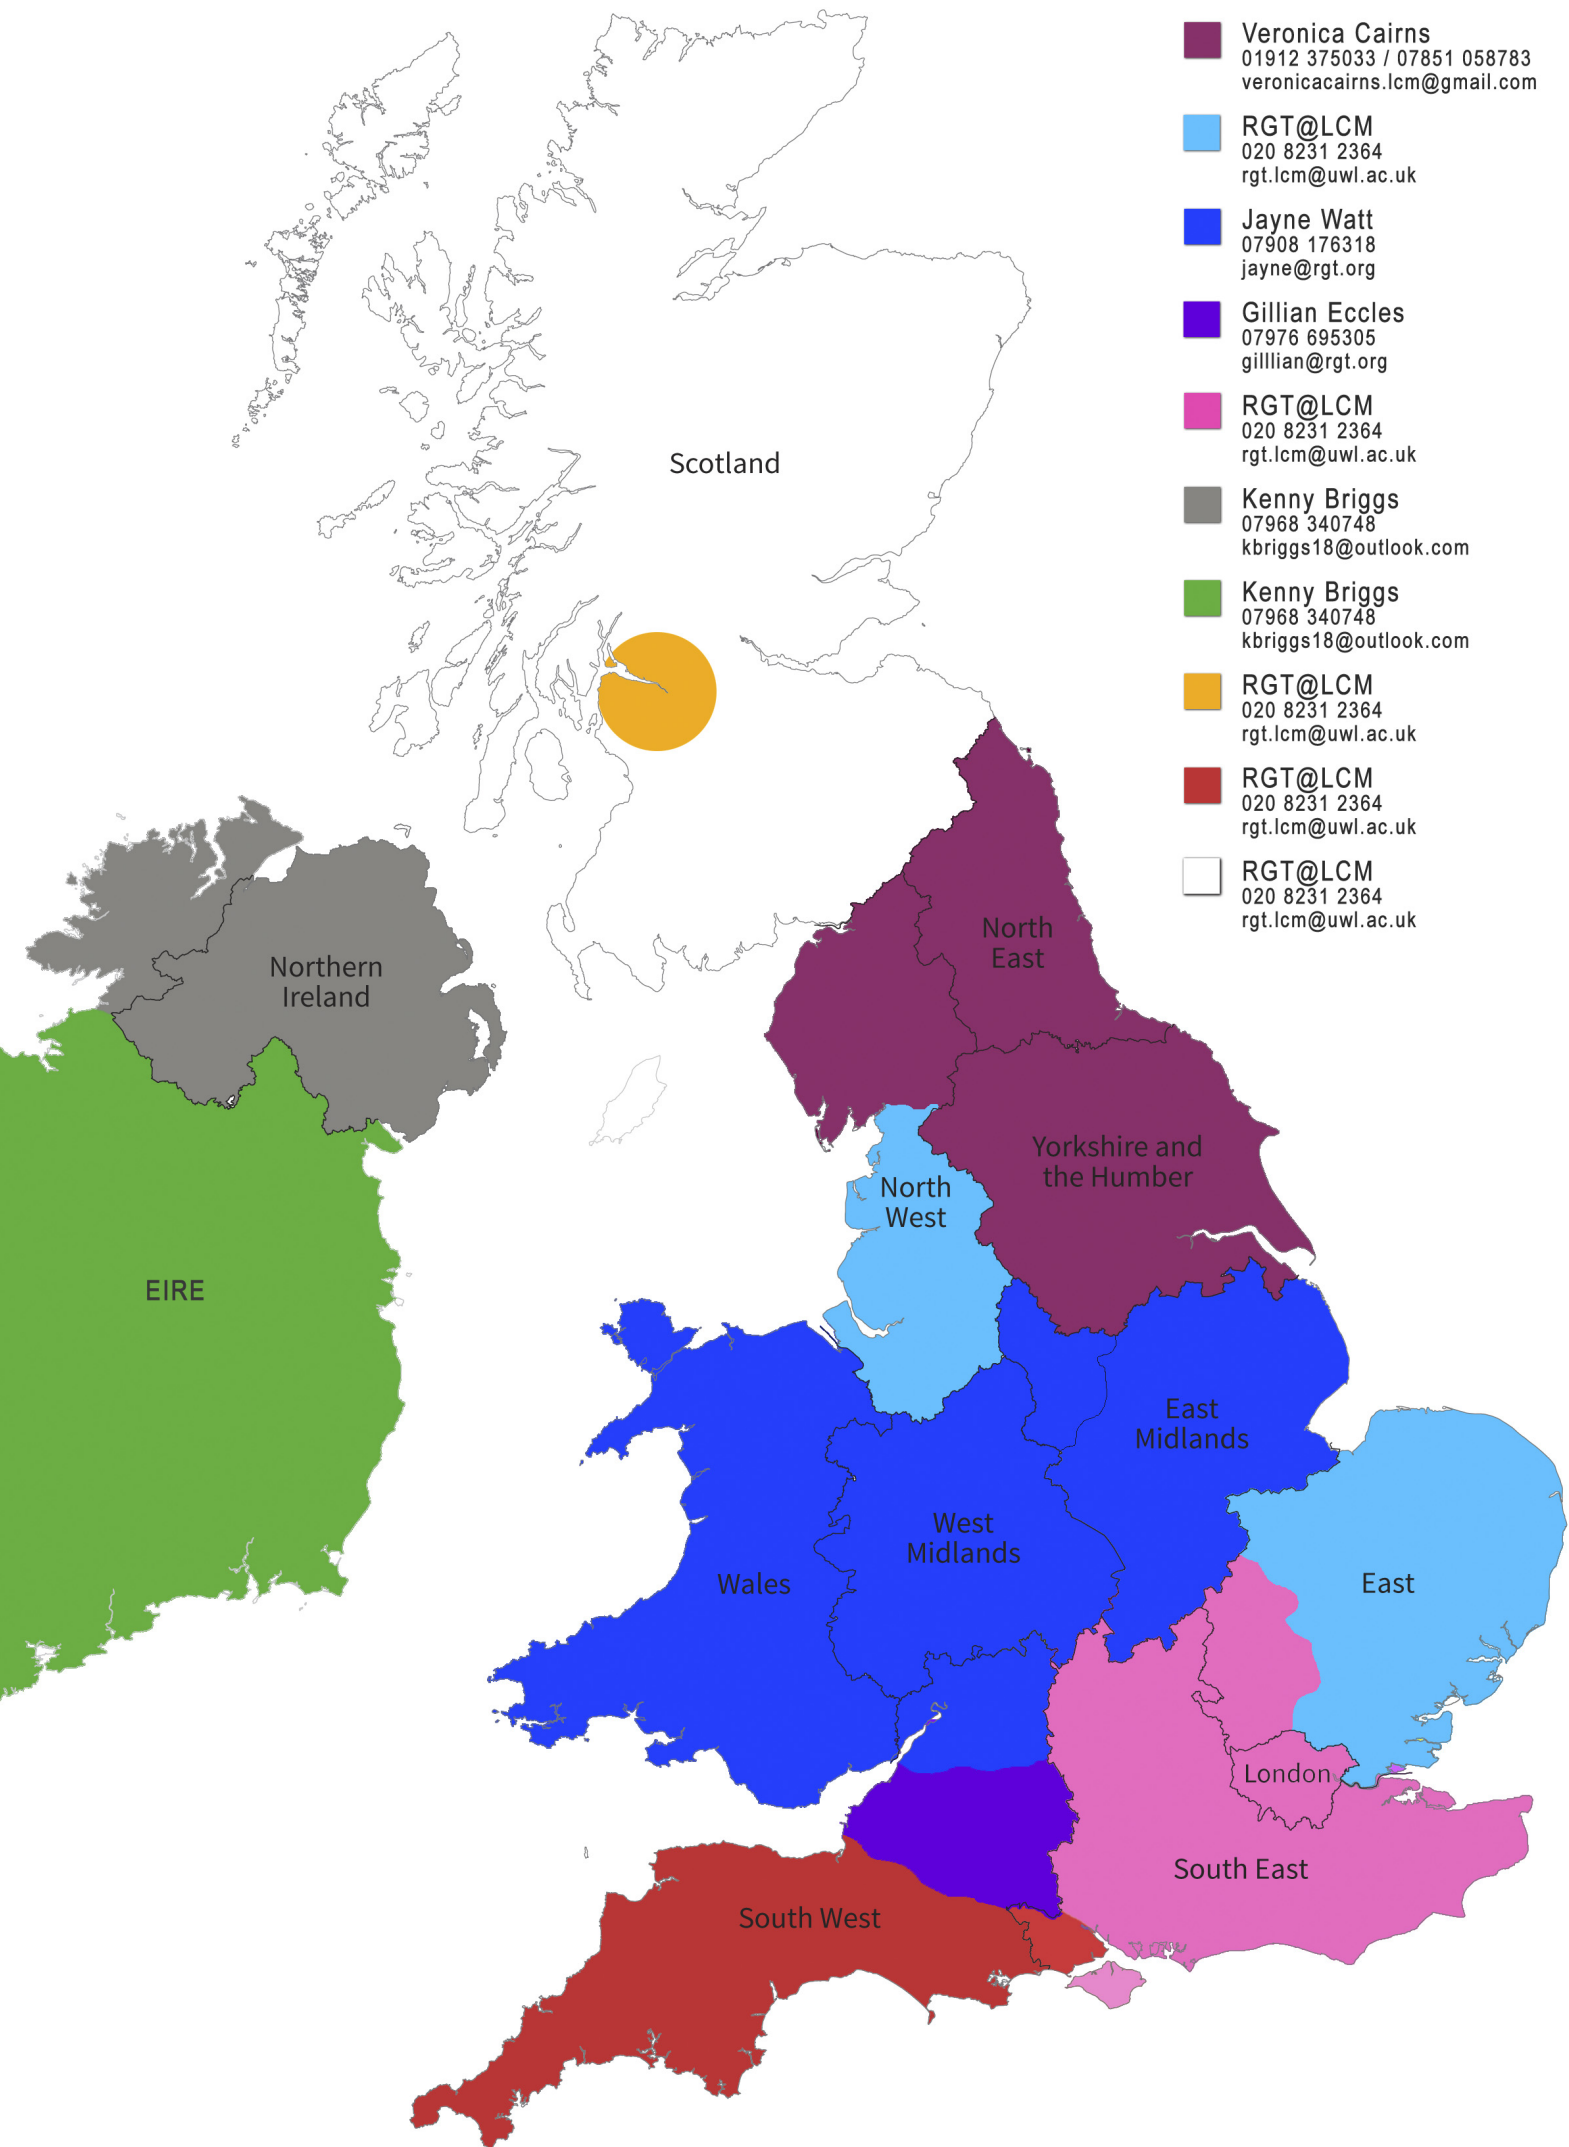 Veronica Cairns
01912 375033 / 07851 058783
veronicacairns.lcm@gmail.com
RGT@LCM
020 8231 2364
rgt.lcm@uwl.ac.uk
Jayne Watt
07908 176318
jayne@rgt.org
Gillian Eccles
07976 695305
gilllian@rgt.org
RGT@LCM
020 8231 2364
rgt.lcm@uwl.ac.uk
Kenny Briggs
07968 340748
kbriggs18@outlook.com
Kenny Briggs
07968 340748
kbriggs18@outlook.com
RGT@LCM
020 8231 2364
rgt.lcm@uwl.ac.uk
RGT@LCM
020 8231 2364
rgt.lcm@uwl.ac.uk
RGT@LCM
020 8231 2364
rgt.lcm@uwl.ac.uk
Scotland
North
East
Northern
Ireland
Yorkshire and
the Humber
North
West
EIRE
East
Midlands
West
Midlands
Wales
East
London
South East
South West